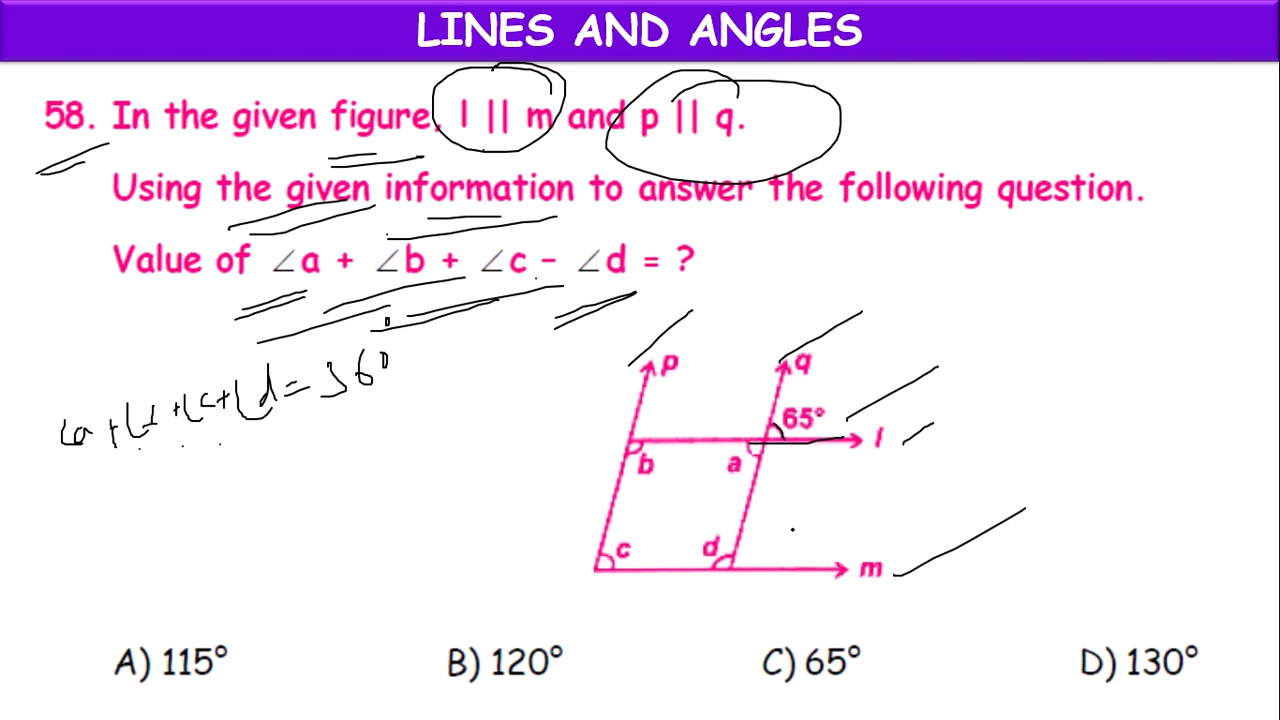 LINES AND ANGLES
58. In the given figure, l || m and p || q.
Using the given information to answer the following question.
Value of ∠a + ∠b + ∠c - ∠d = ?
∠a + ∠b + ∠c + ∠d = 360
p
q
65°
l
b
a
c
d
m
A) 115°
B) 120°
C) 65°
D) 130°